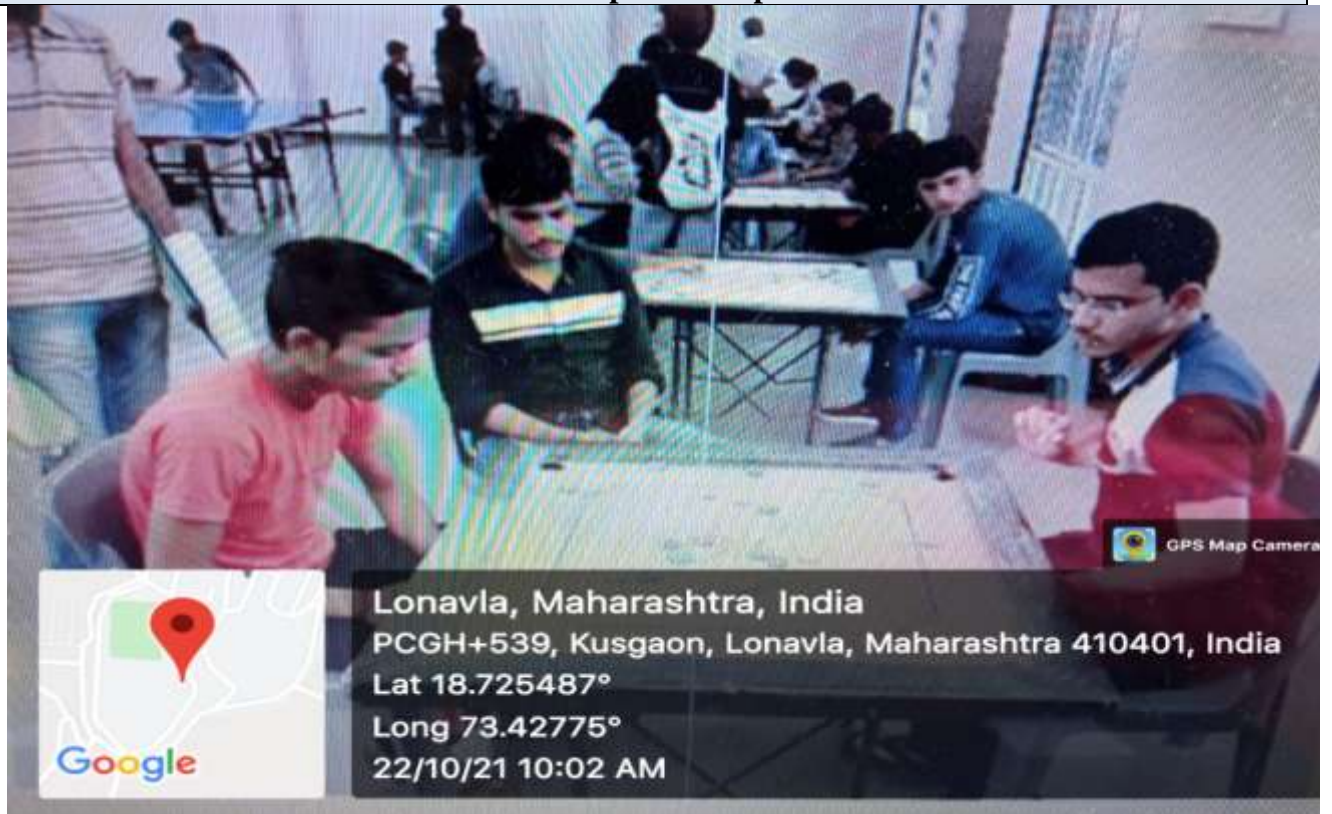 GPS Map Camera
Lonavla, Maharashtra, India
PCGH+539, Kusgaon, Lonavla, Maharashtra 410401, India
Lat 18.725487°
Long 73.42775°
22/10/21 10:02 AM
Google